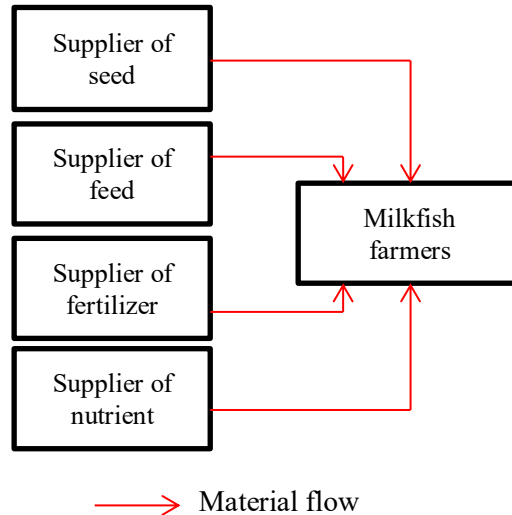 Supplier of
seed
Supplier of
feed
Milkfish
farmers
Supplier of
fertilizer
Supplier of
nutrient
Material flow